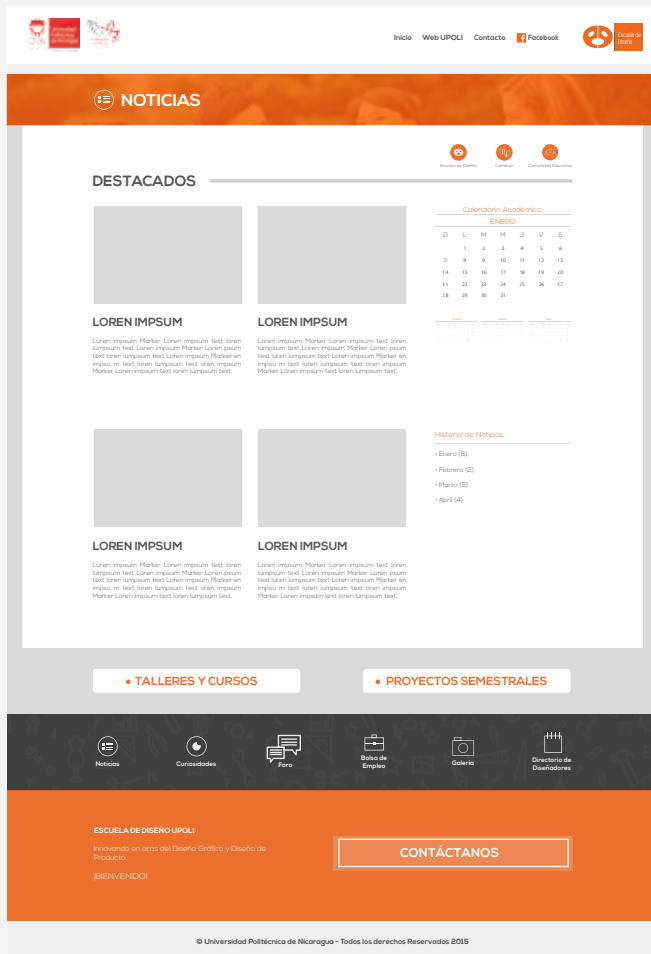 Inicio Web UPOLI Contacto Facebook
Escuela de
Diseño
NOTICIAS
Escuela de Diseño Carreras Comunidad Educativa
DESTACADOS
Calendario Académico
ENERO
D L M M J V S
1 2 3 4 5 6
7 8 9 10 11 12 13
14 15 16 17 18 19 20
21 22 23 24 25 26 27
28 29 30 31
LOREN IMPSUM
Loren impsum Marker Loren impsum text loren
lumpsum text Loren impsum Marker Loren psum
text loren lumpsum text Loren impsum Marker en
impsu m text loren lumpsum text oren impsum
Marker Loren impsum text loren lumpsum text.
LOREN IMPSUM
Loren impsum Marker Loren impsum text loren
lumpsum text Loren impsum Marker Loren psum
text loren lumpsum text Loren impsum Marker en
impsu m text loren lumpsum text oren impsum
Marker Loren impsum text loren lumpsum text.
Historial de Noticias
› Enero (6)
› Febrero (2)
› Marzo (5)
› Abril (4)
LOREN IMPSUM
Loren impsum Marker Loren impsum text loren
lumpsum text Loren impsum Marker Loren psum
text loren lumpsum text Loren impsum Marker en
impsu m text loren lumpsum text oren impsum
Marker Loren impsum text loren lumpsum text.
LOREN IMPSUM
Loren impsum Marker Loren impsum text loren
lumpsum text Loren impsum Marker Loren psum
text loren lumpsum text Loren impsum Marker en
impsu m text loren lumpsum text oren impsum
Marker Loren impsum text loren lumpsum text.
• TALLERES Y CURSOS
• PROYECTOS SEMESTRALES
Noticias
Curiosidades
Foro
Bolsa de
Empleo
Galería
Directorio de
Diseñadores
ESCUELA DE DISEÑO UPOLI
Innovando en aras del Diseño Gráfico y Diseño de
Producto.
¡BIENVENIDO!
CONTÁCTANOS
© Universidad Politécnica de Nicaragua - Todos los derechos Reservados 2015